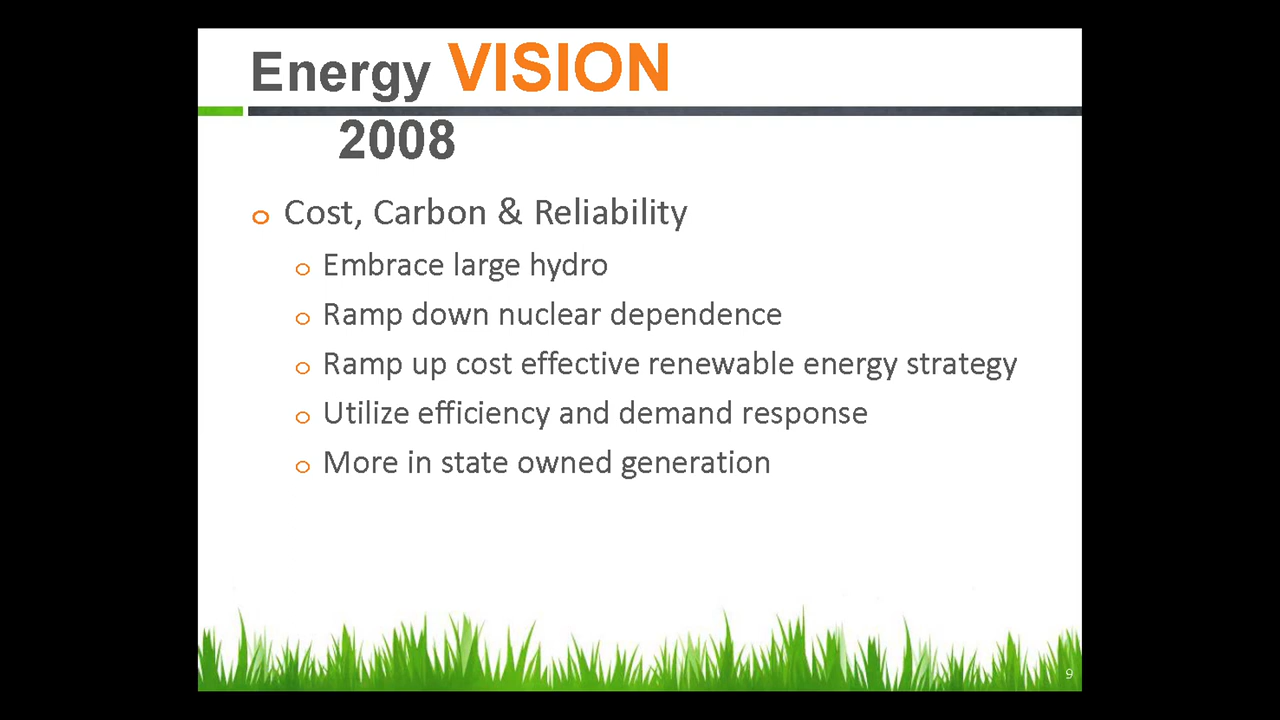 Energy VISION
2008
o Cost, Carbon & Reliability
o Embrace large hydro
o Ramp down nuclear dependence
o Ramp up cost effective renewable energy strategy
o Utilize efficiency and demand response
o More in state owned generation
9